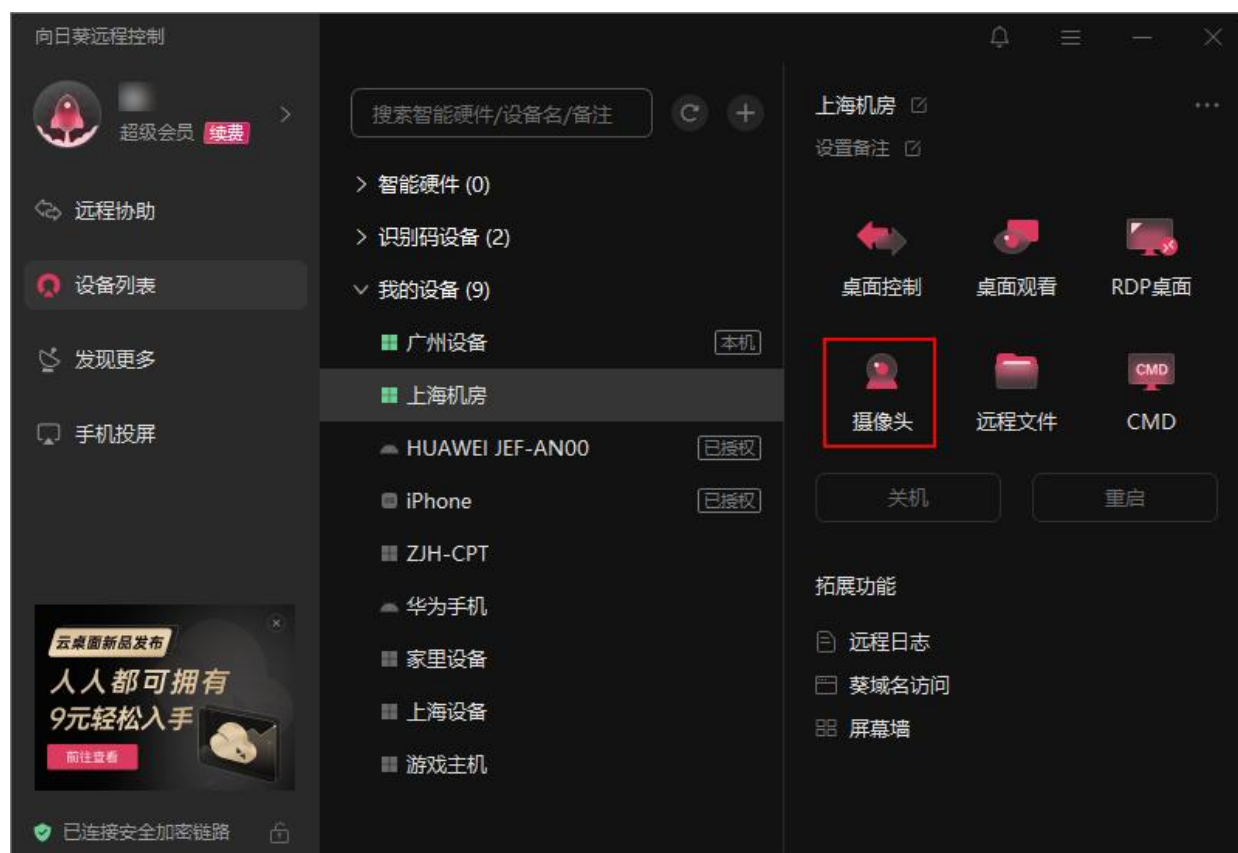 向日葵远程控制
超级会员 续费
远程协助
设备列表
发现更多
手机投屏
云桌面新品发布
人人都可拥有
9元轻松入手
前往查看
已连接安全加密链路
搜索智能硬件/设备名/备注
智能硬件 (0)
识别码设备 (2)
我的设备 (9)
广州设备 本机
上海机房
HUAWEI JEF-AN00 已授权
iPhone 已授权
ZJH-CPT
华为手机
家里设备
上海设备
游戏主机
上海机房
设置备注
桌面控制 桌面观看 RDP桌面
CMD
摄像头 远程文件 CMD
关机 重启
拓展功能
远程日志
葵域名访问
屏幕墙